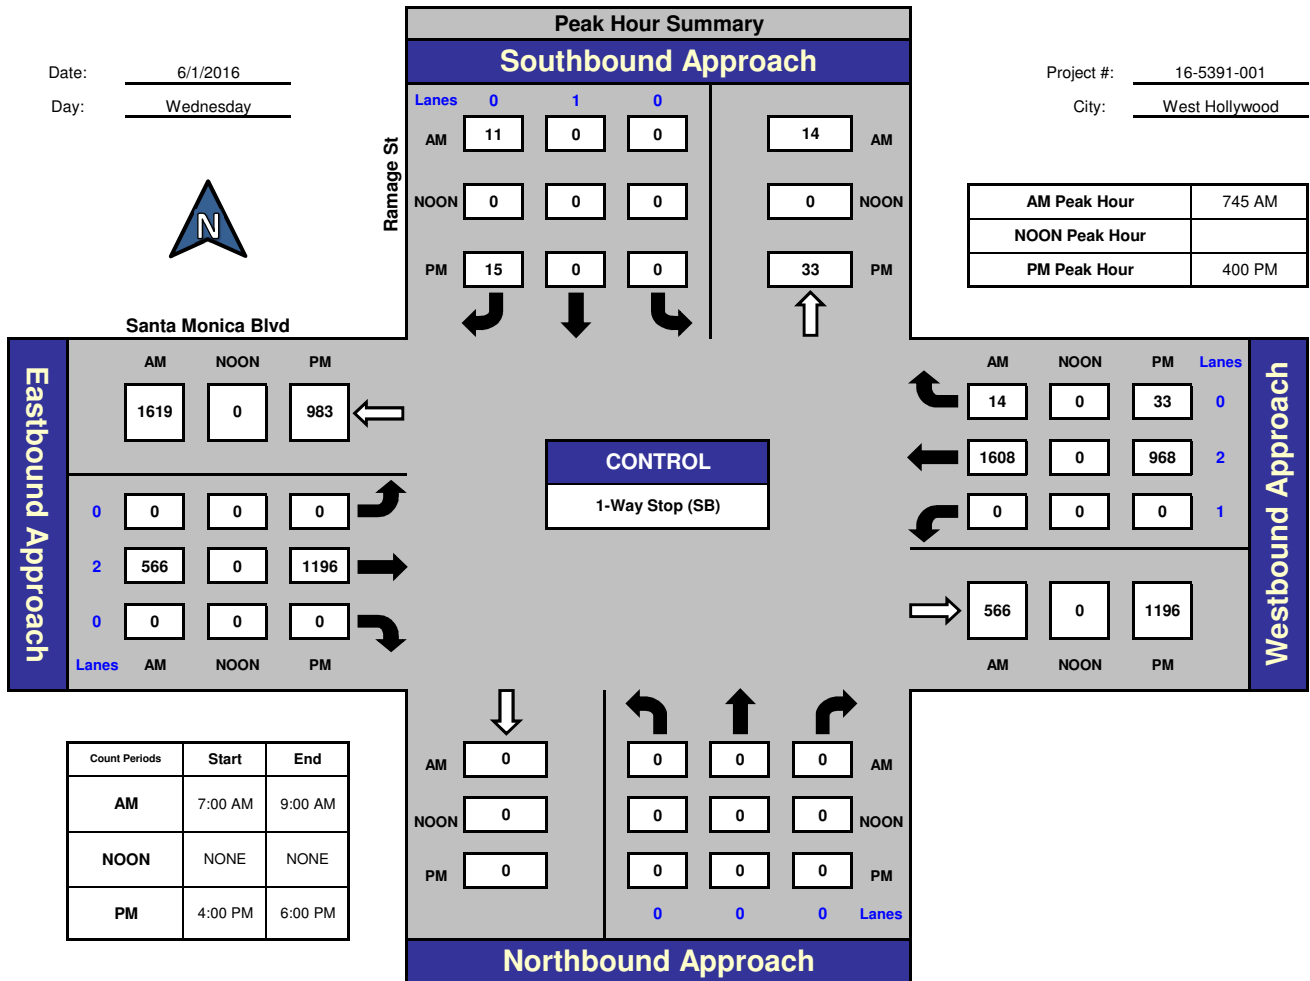 Peak Hour Summary
Southbound Approach
Date: 6/1/2016
Day: Wednesday
Project #: 16-5391-001
City: West Hollywood
N
Ramage St
Lanes 0 1 0
AM 11 0 0 14 AM
NOON 0 0 0 0 NOON
PM 15 0 0 33 PM
AM Peak Hour 745 AM
NOON Peak Hour
PM Peak Hour 400 PM
Santa Monica Blvd
Eastbound Approach
AM NOON PM
1619 0 983
0 0 0 0
2 566 0 1196
0 0 0 0
Lanes AM NOON PM
CONTROL
1-Way Stop (SB)
AM NOON PM Lanes
14 0 33 0
1608 0 968 2
0 0 0 1
566 0 1196
AM NOON PM
Westbound Approach
Count Periods Start End
AM 7:00 AM 9:00 AM
NOON NONE NONE
PM 4:00 PM 6:00 PM
AM 0 0 0 0 AM
NOON 0 0 0 0 NOON
PM 0 0 0 0 PM
0 0 0 Lanes
Northbound Approach